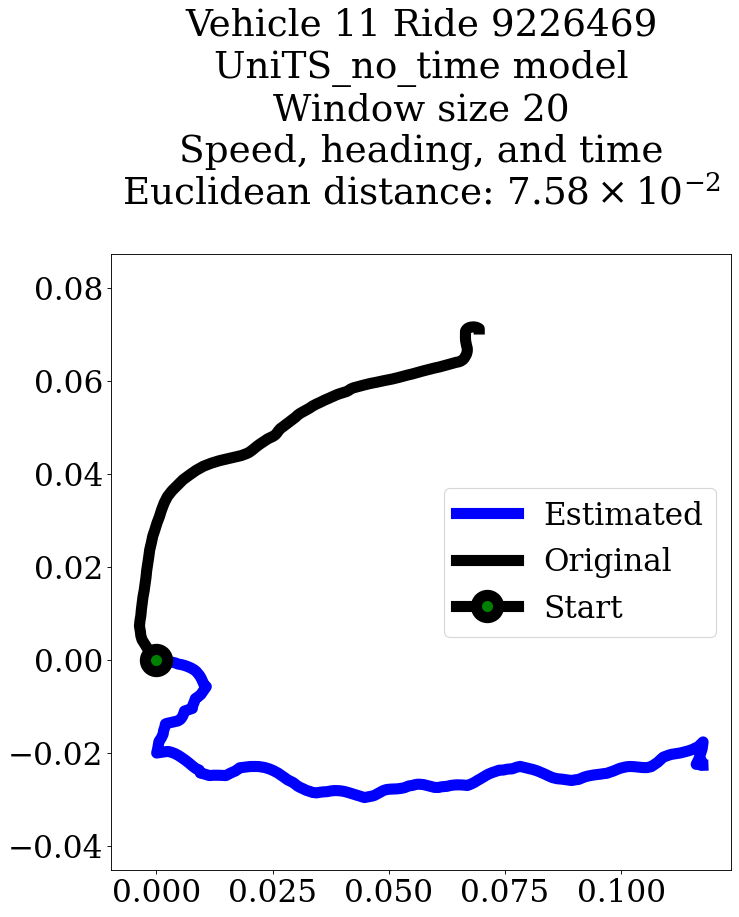 Vehicle 11 Ride 9226469
UniTS_no_time model
Window size 20
Speed, heading, and time
Euclidean distance: 7.58 × 10⁻²
0.08
0.06
0.04
0.02
0.00
−0.02
−0.04
Estimated
Original
Start
0.000 0.025 0.050 0.075 0.100